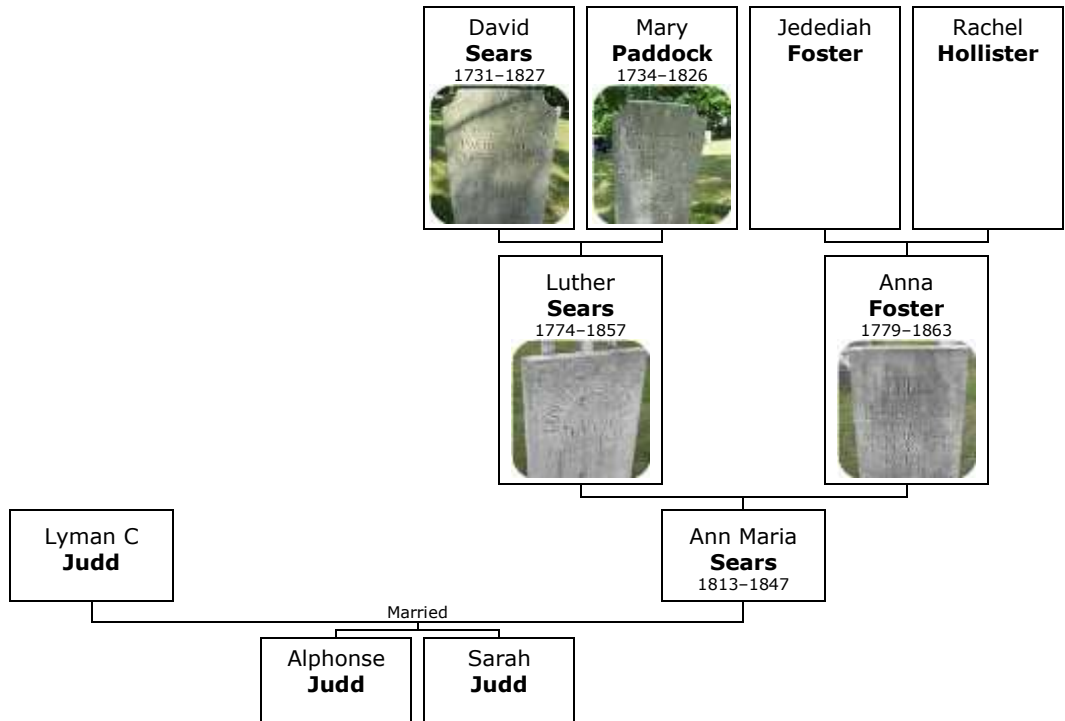 David
Sears
1731–1827
Mary
Paddock
1734–1826
Jedediah
Foster
Rachel
Hollister
Luther
Sears
1774–1857
Anna
Foster
1779–1863
Lyman C
Judd
Ann Maria
Sears
1813–1847
Married
Alphonse
Judd
Sarah
Judd